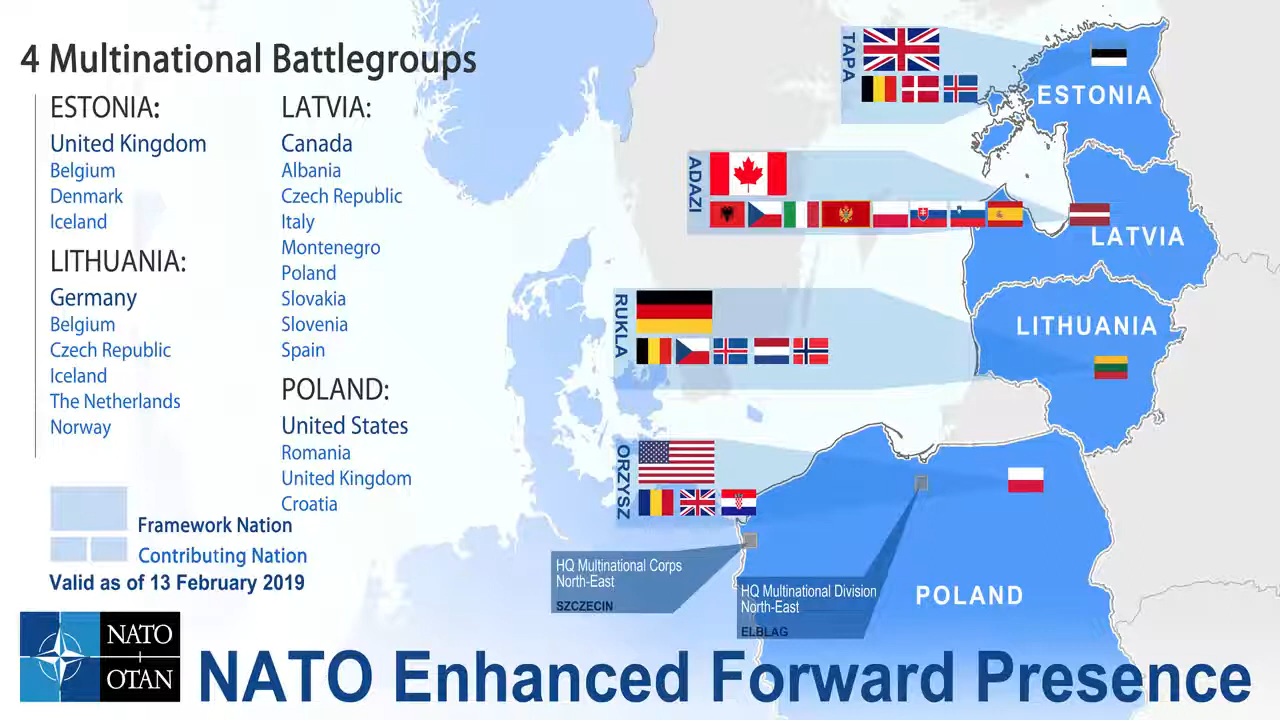 4 Multinational Battlegroups
ESTONIA:
United Kingdom
Belgium
Denmark
Iceland
LITHUANIA:
Germany
Belgium
Czech Republic
Iceland
The Netherlands
Norway
LATVIA:
Canada
Albania
Czech Republic
Italy
Montenegro
Poland
Slovakia
Slovenia
Spain
POLAND:
United States
Romania
United Kingdom
Croatia
Framework Nation
Contributing Nation
Valid as of 13 February 2019
TAPA
ESTONIA
ADAZI
LATVIA
RUKLA
LITHUANIA
ORZYSZ
HQ Multinational Corps
North-East
SZCZECIN
HQ Multinational Division
North-East
ELBLAG
POLAND
NATO
OTAN
NATO Enhanced Forward Presence